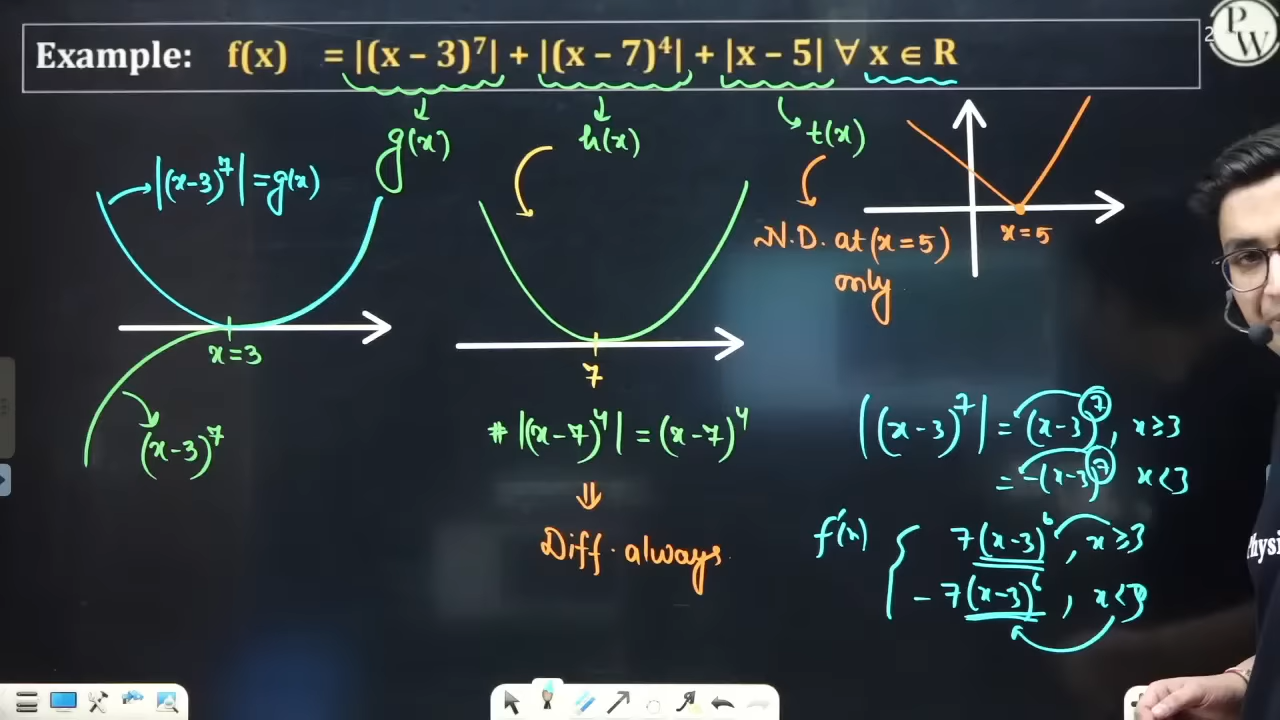 Example: f(x) = |(x – 3)⁷| + |(x – 7)⁴| + |x – 5| ∀ x ∈ R
PW
2
g(x)
h(x)
t(x)
|(x-3)⁷| = g(x)
N.D. at (x=5)
only
x=5
x=3
7
(x-3)⁷
# |(x-7)⁴| = (x-7)⁴
⇓
Diff. always
|(x-3)⁷| = (x-3)⁷, x≥3
= -(x-3)⁷ x<3
f'(x) { 7(x-3)⁶, x≥3
-7(x-3)⁶, x<3